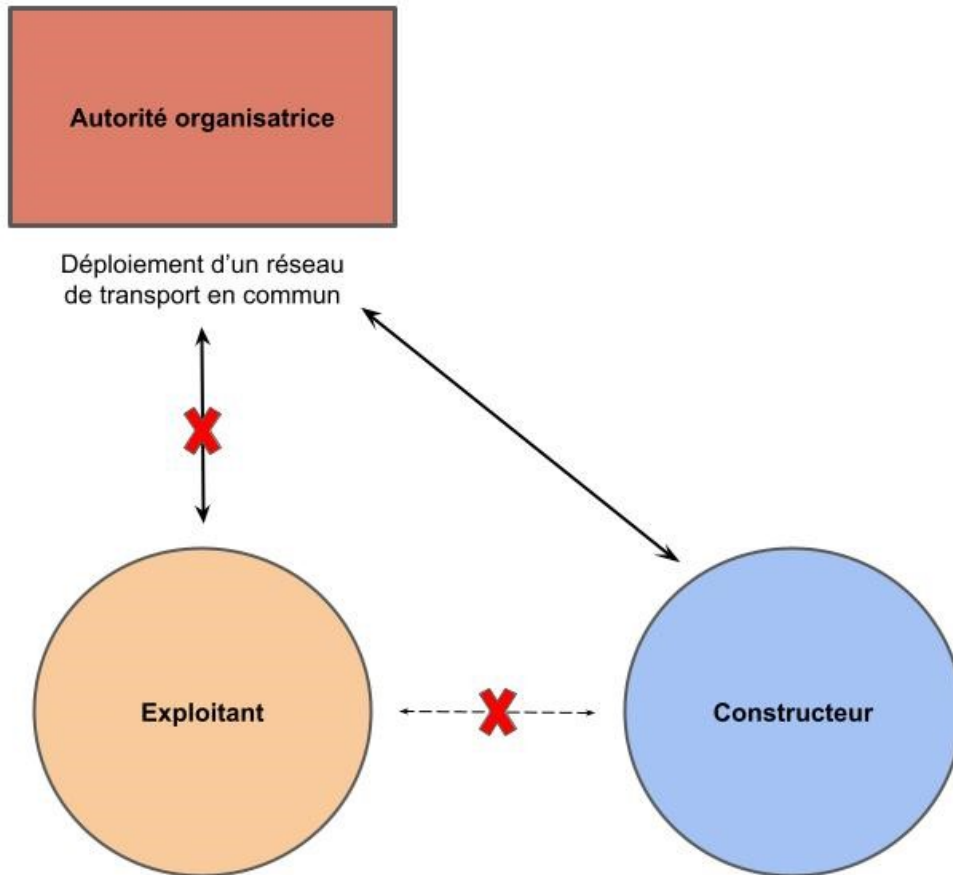 Autorité organisatrice
Déploiement d'un réseau
de transport en commun
Exploitant
Constructeur